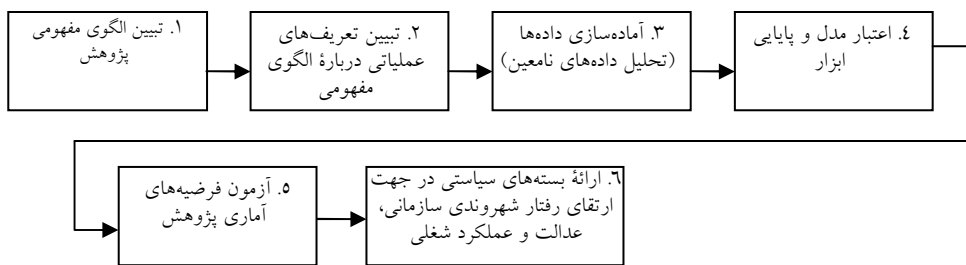 ۱. تبیین الگوی مفهومی
پژوهش
۲. تبیین تعریف‌های
عملیاتی دربارۀ الگوی
مفهومی
۳. آماده‌سازی داده‌ها
(تحلیل داده‌های نامعین)
٤. اعتبار مدل و پایایی
ابزار
٥. آزمون فرضیه‌های
آماری پژوهش
٦. ارائۀ بسته‌های سیاستی در جهت
ارتقای رفتار شهروندی سازمانی،
عدالت و عملکرد شغلی